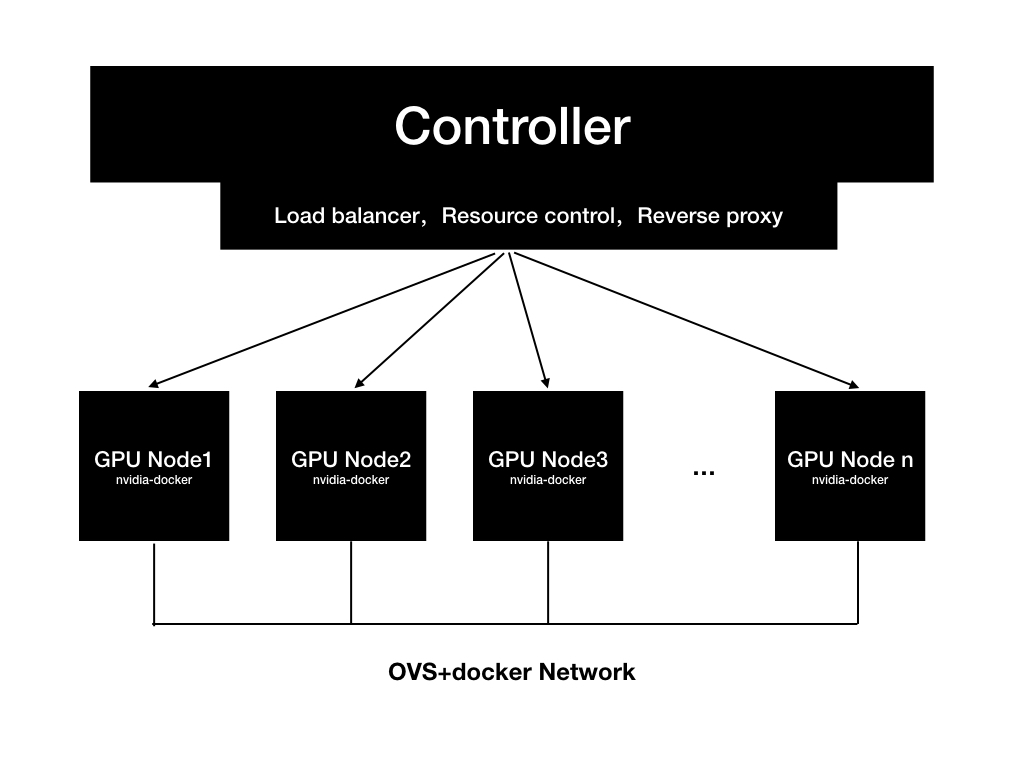 Controller
Load balancer, Resource control, Reverse proxy
GPU Node1
nvidia-docker
GPU Node2
nvidia-docker
GPU Node3
nvidia-docker
...
GPU Node n
nvidia-docker
OVS+docker Network